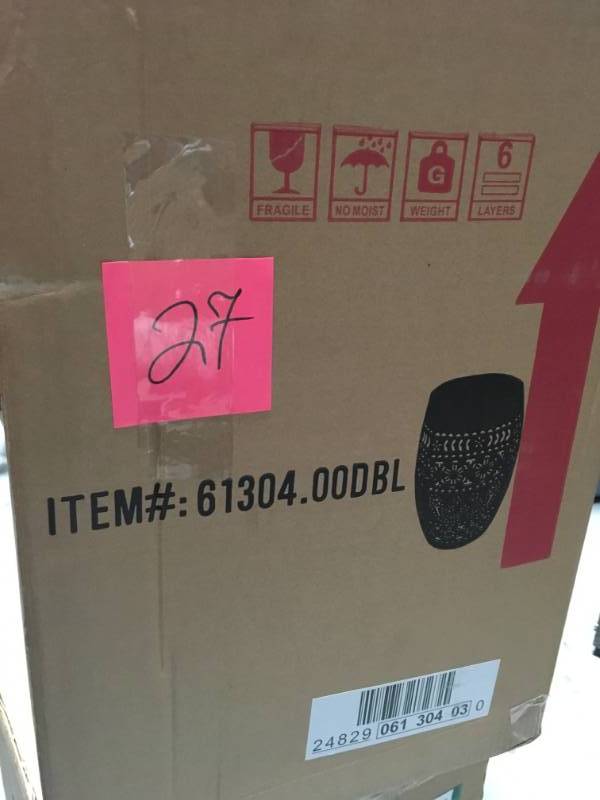 6
G
FRAGILE NO MOIST WEIGHT LAYERS
27
ITEM#: 61304.00DBL
24829 061 304 03 0